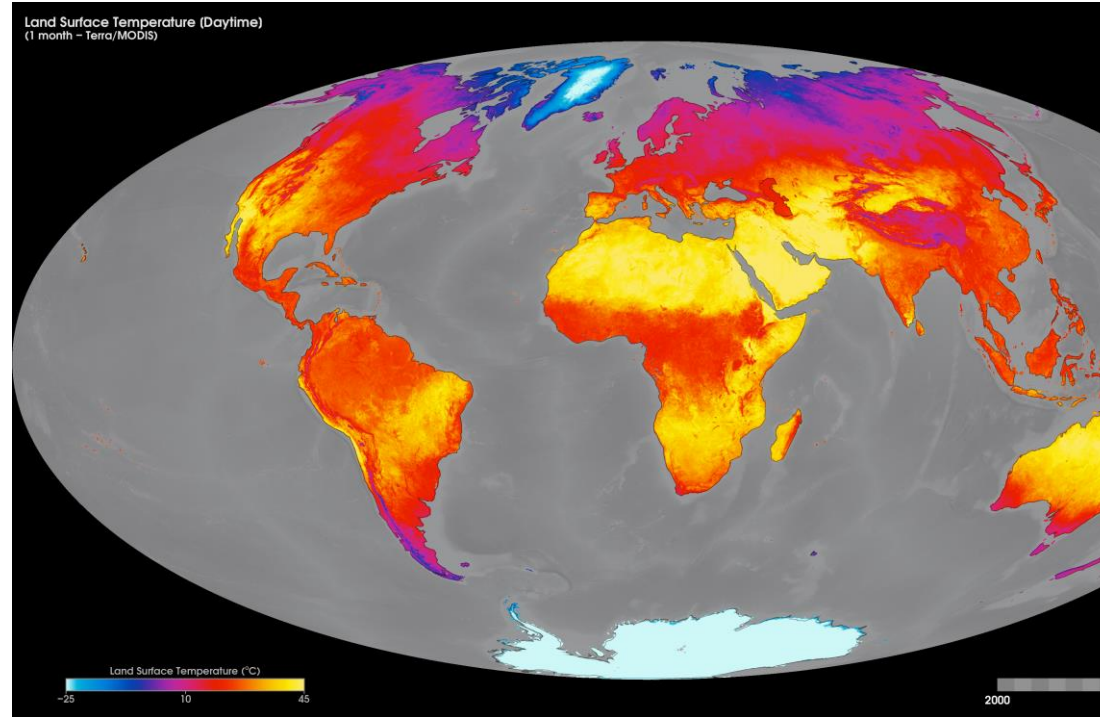 Land Surface Temperature (Daytime)
(1 month – Terra/MODIS)
Land Surface Temperature (°C)
−25 10 45
2000